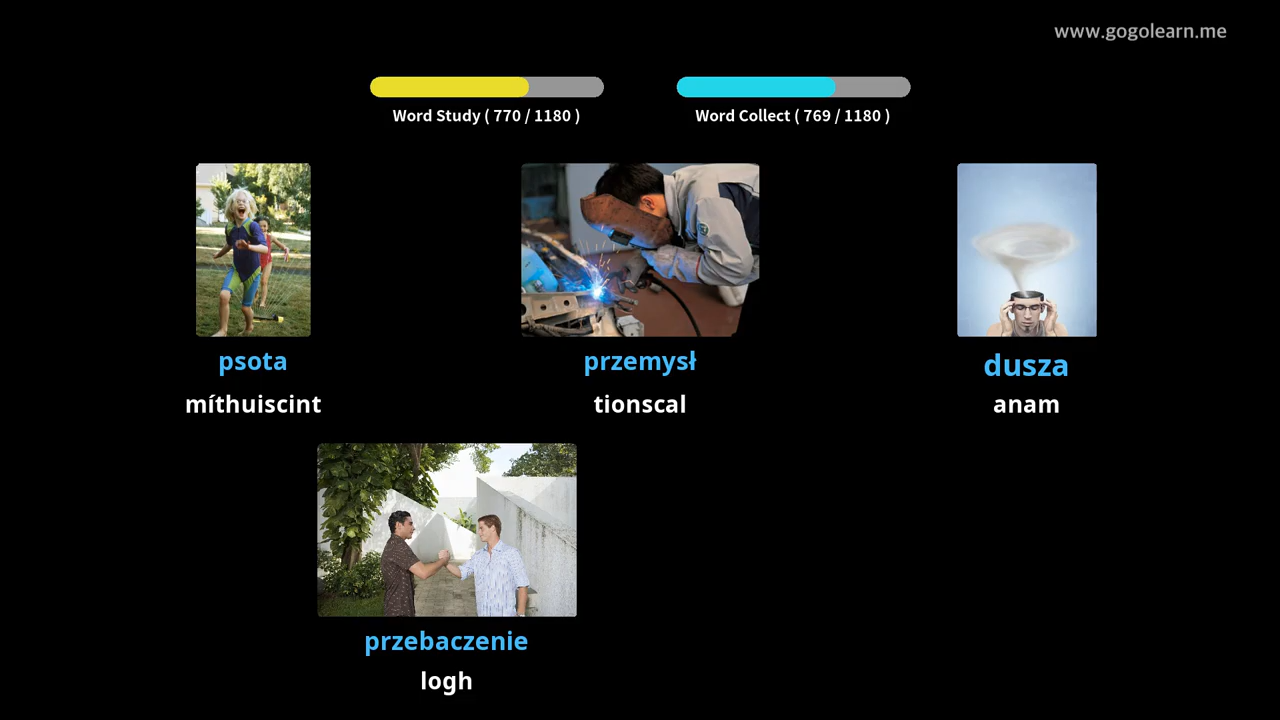 www.gogolearn.me
Word Study ( 770 / 1180 )
Word Collect ( 769 / 1180 )
psota
przemysł
dusza
míthuiscint
tionscal
anam
przebaczenie
logh